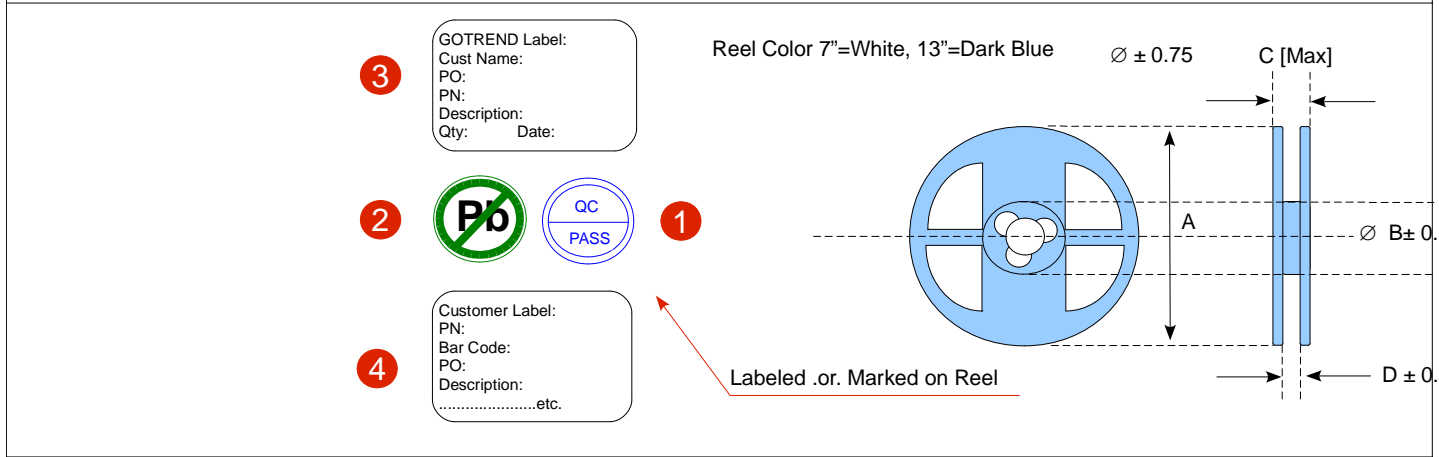 3
GOTREND Label:
Cust Name:
PO:
PN:
Description:
Qty: Date:
Reel Color 7”=White, 13”=Dark Blue
∅ ± 0.75
C [Max]
2
Pb
QC
PASS
1
A
∅ B± 0.
4
Customer Label:
PN:
Bar Code:
PO:
Description:
......................etc.
Labeled .or. Marked on Reel
D ± 0.